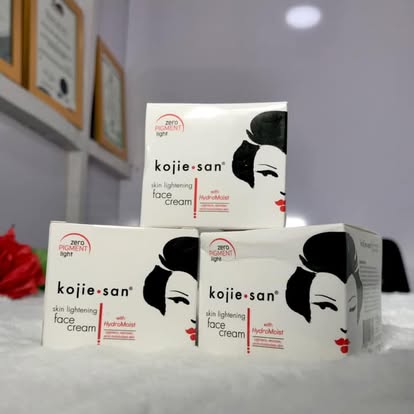 zero
PIGMENT
light
kojie•san®
skin lightening
face
cream
with
HydroMoist
zero
PIGMENT
light
kojie•san®
skin lightening
face
cream
with
HydroMoist
zero
PIGMENT
light
kojie•san®
skin lightening
face
cream
with
HydroMoist